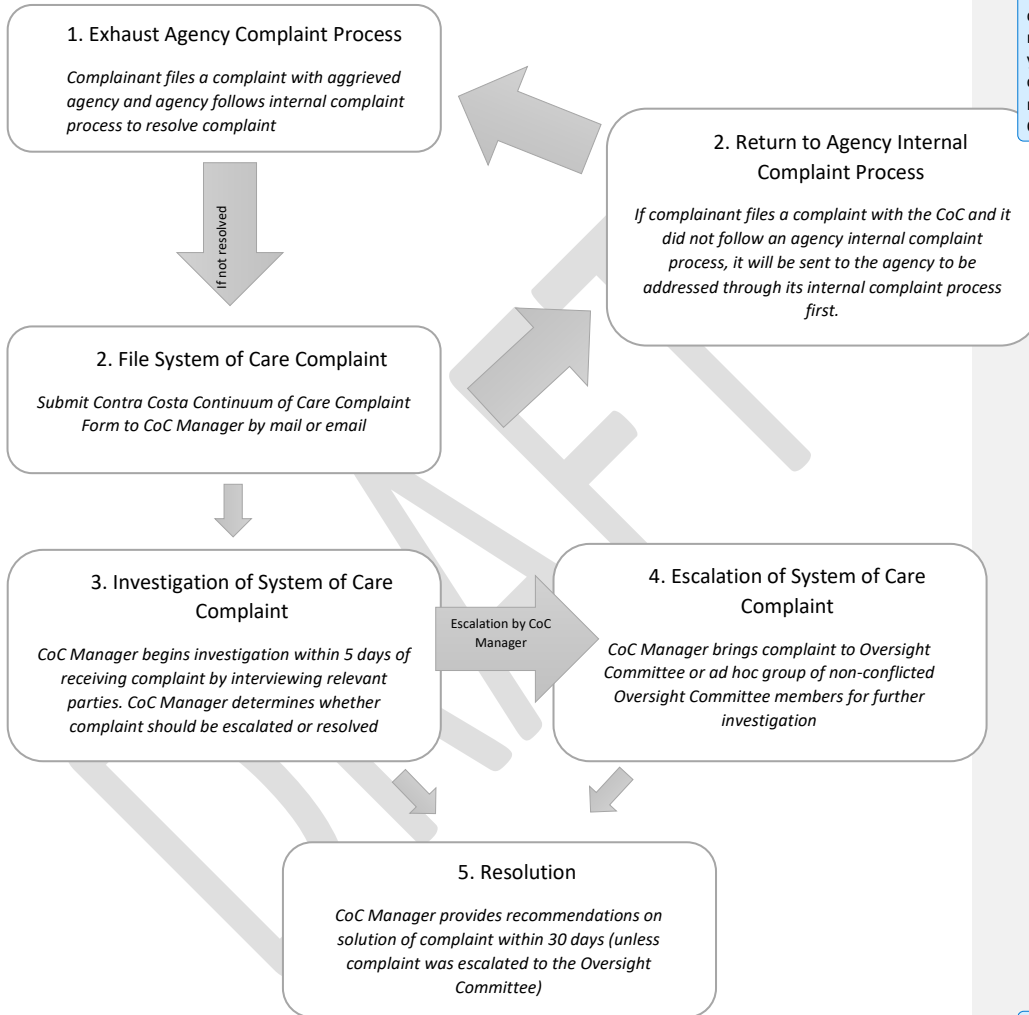 1. Exhaust Agency Complaint Process
Complainant files a complaint with aggrieved
agency and agency follows internal complaint
process to resolve complaint
If not resolved
2. Return to Agency Internal
Complaint Process
If complainant files a complaint with the CoC and it
did not follow an agency internal complaint
process, it will be sent to the agency to be
addressed through its internal complaint process
first.
2. File System of Care Complaint
Submit Contra Costa Continuum of Care Complaint
Form to CoC Manager by mail or email
3. Investigation of System of Care
Complaint
CoC Manager begins investigation within 5 days of
receiving complaint by interviewing relevant
parties. CoC Manager determines whether
complaint should be escalated or resolved
Escalation by CoC
Manager
4. Escalation of System of Care
Complaint
CoC Manager brings complaint to Oversight
Committee or ad hoc group of non-conflicted
Oversight Committee members for further
investigation
5. Resolution
CoC Manager provides recommendations on
solution of complaint within 30 days (unless
complaint was escalated to the Oversight
Committee)
DRAFT